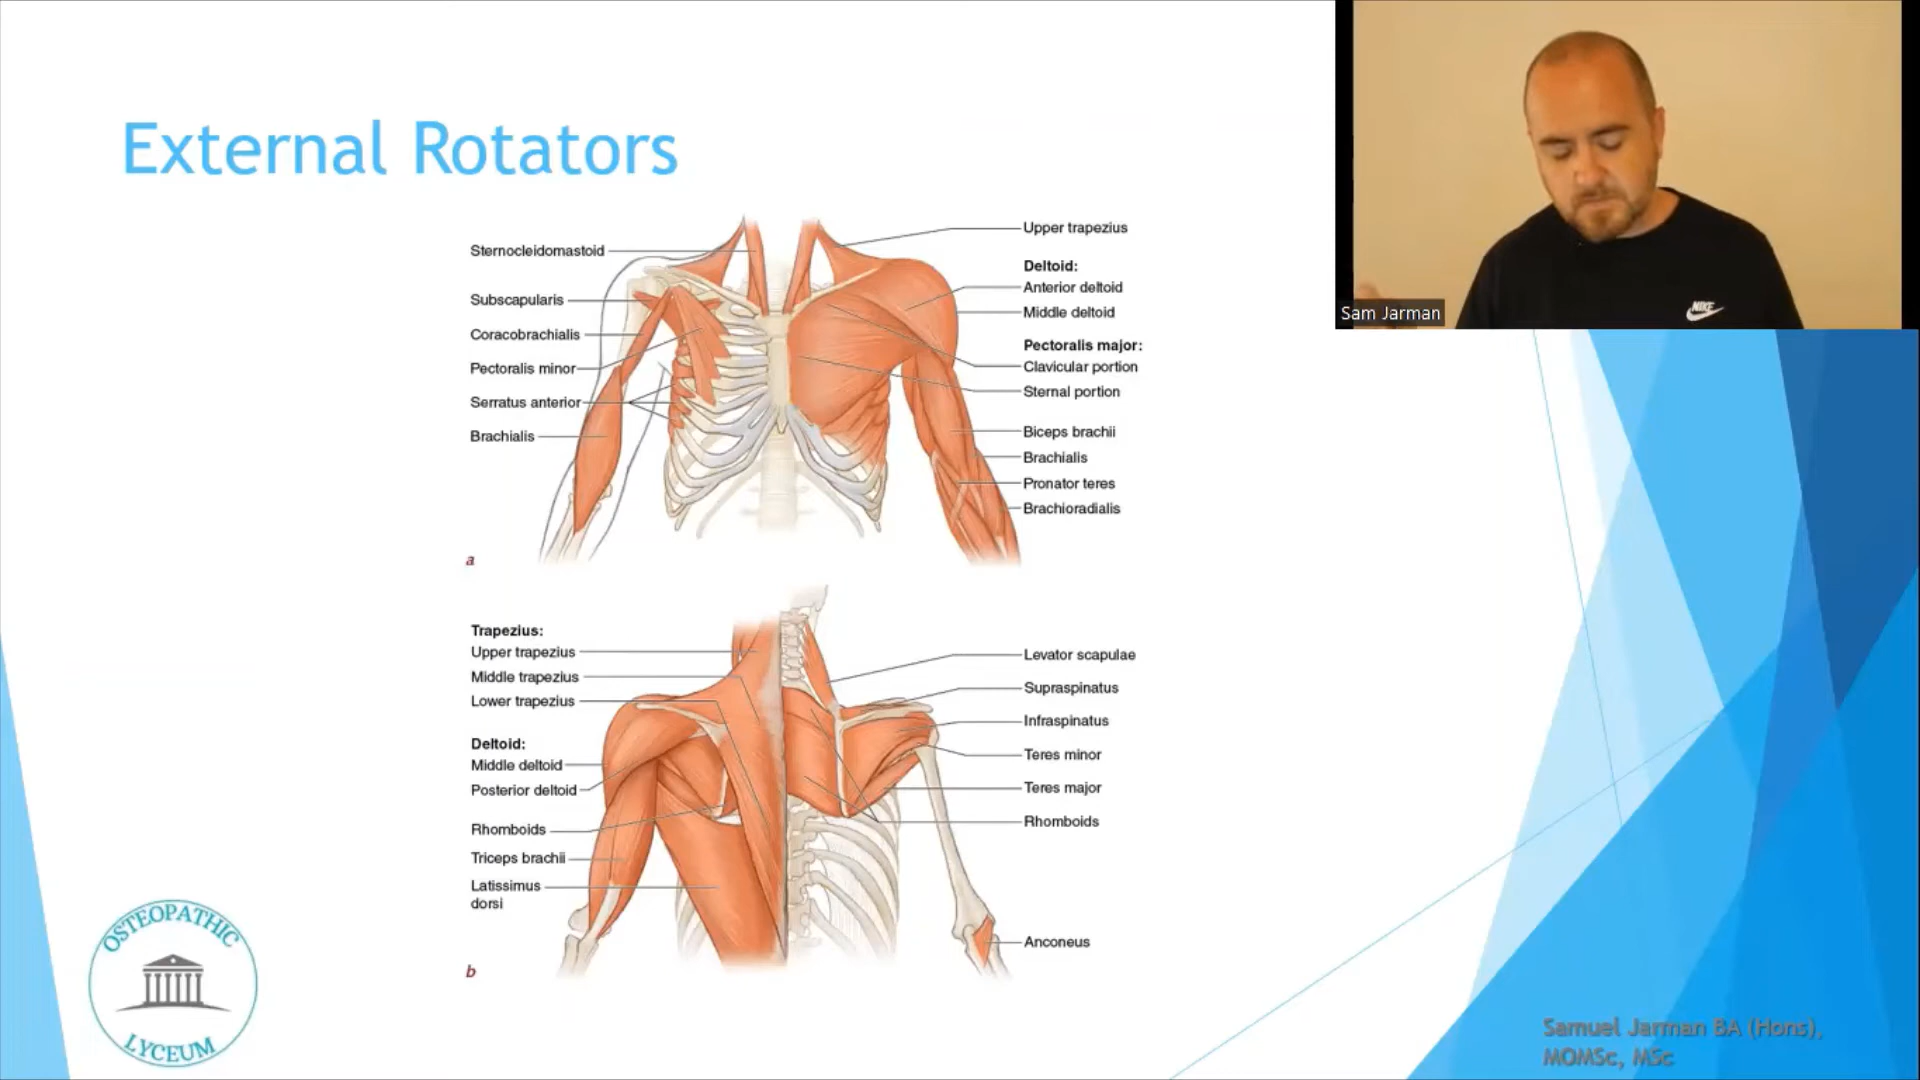 External Rotators
Sternocleidomastoid
Subscapularis
Coracobrachialis
Pectoralis minor
Serratus anterior
Brachialis
Upper trapezius
Deltoid:
Anterior deltoid
Middle deltoid
Pectoralis major:
Clavicular portion
Sternal portion
Biceps brachii
Brachialis
Pronator teres
Brachioradialis
a
Trapezius:
Upper trapezius
Middle trapezius
Lower trapezius
Deltoid:
Middle deltoid
Posterior deltoid
Rhomboids
Triceps brachii
Latissimus
dorsi
Levator scapulae
Supraspinatus
Infraspinatus
Teres minor
Teres major
Rhomboids
Anconeus
b
Sam Jarman
NIKE
OSTEOPATHIC
LYCEUM
Samuel Jarman BA (Hons),
MOMSc, MSc